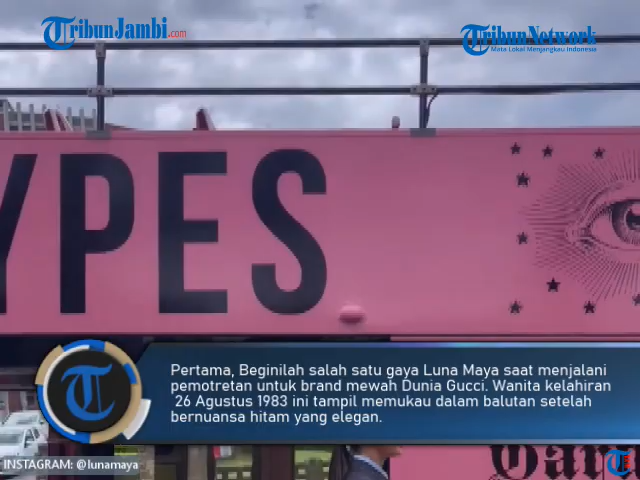 TribunJambi.com
TribunNetwork
Mata Lokal Menjangkau Indonesia
YPES
Pertama, Beginilah salah satu gaya Luna Maya saat menjalani
pemotretan untuk brand mewah Dunia Gucci. Wanita kelahiran
26 Agustus 1983 ini tampil memukau dalam balutan setelah
bernuansa hitam yang elegan.
INSTAGRAM: @lunamaya